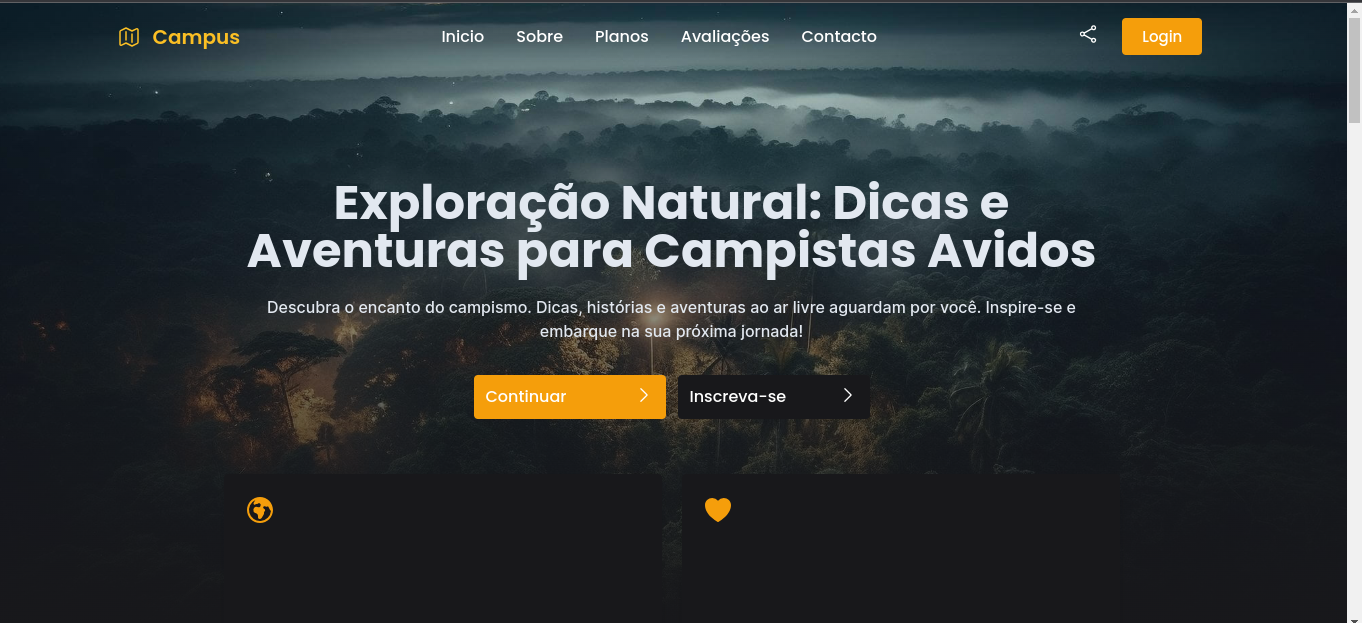 Campus
Inicio
Sobre
Planos
Avaliações
Contacto
Login
Exploração Natural: Dicas e
Aventuras para Campistas Avidos
Descubra o encanto do campismo. Dicas, histórias e aventuras ao ar livre aguardam por você. Inspire-se e
embarque na sua próxima jornada!
Continuar
Inscreva-se